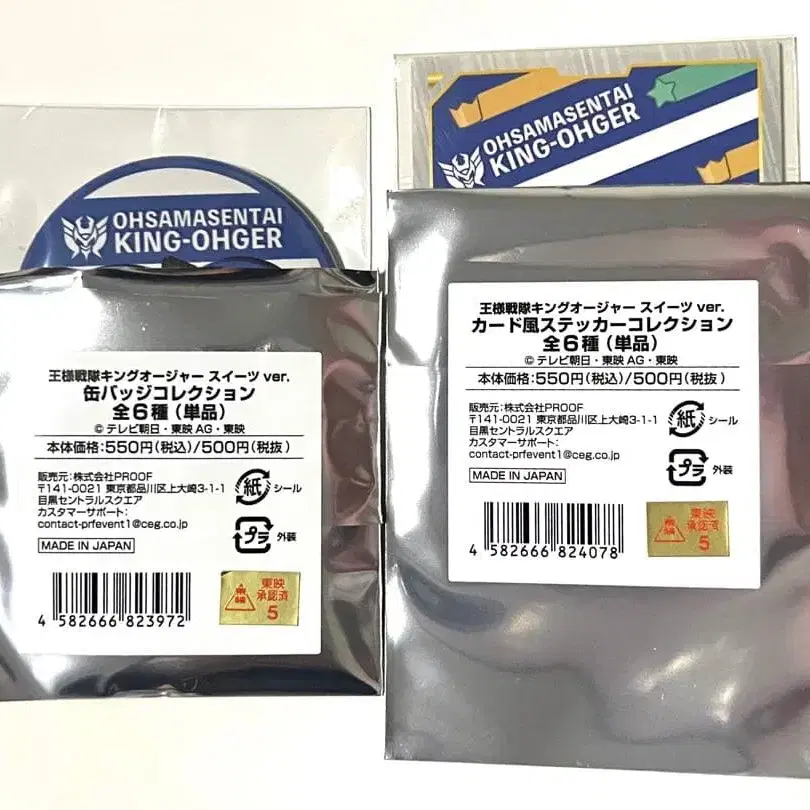 OHSAMASENTAI
KING-OHGER
王様戦隊キングオージャー スイーツ ver.
缶バッジコレクション
全6種（単品）
©テレビ朝日・東映AG・東映
本体価格：550円（税込）/500円（税抜）
販売元：株式会社PROOF
〒141-0021 東京都品川区上大崎3-1-1
目黒セントラルスクエア
カスタマーサポート：
contact-prfevent1@ceg.co.jp
紙 シール
プラ 外装
MADE IN JAPAN
4 582666 823972
東映
承認済
5
OHSAMASENTAI
KING-OHGER
王様戦隊キングオージャー スイーツ ver.
カード風ステッカーコレクション
全6種（単品）
©テレビ朝日・東映AG・東映
本体価格：550円（税込）/500円（税抜）
販売元：株式会社PROOF
〒141-0021 東京都品川区上大崎3-1-1
目黒セントラルスクエア
カスタマーサポート：
contact-prfevent1@ceg.co.jp
紙 シール
プラ 外装
MADE IN JAPAN
4 582666 824078
東映
承認済
5